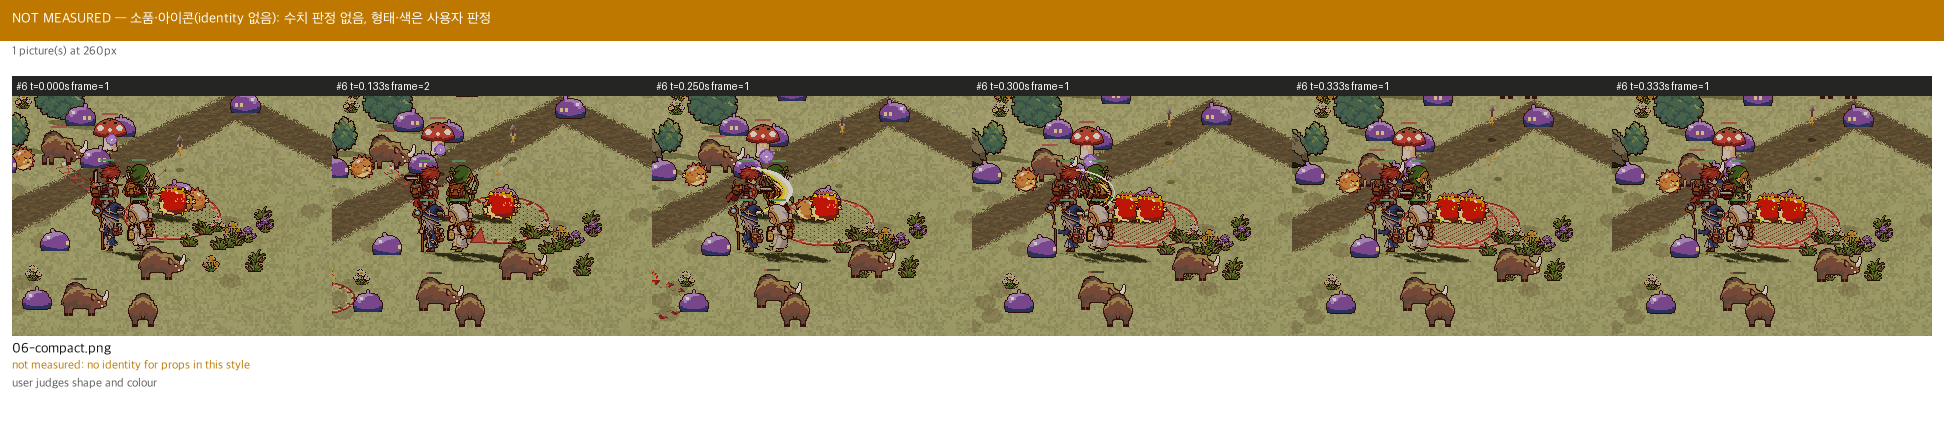 NOT MEASURED — 소품·아이콘(identity 없음): 수치 판정 없음, 형태·색은 사용자 판정
1 picture(s) at 260px
#6 t=0.000s frame=1
#6 t=0.133s frame=2
#6 t=0.250s frame=1
#6 t=0.300s frame=1
#6 t=0.333s frame=1
#6 t=0.333s frame=1
06-compact.png
not measured: no identity for props in this style
user judges shape and colour